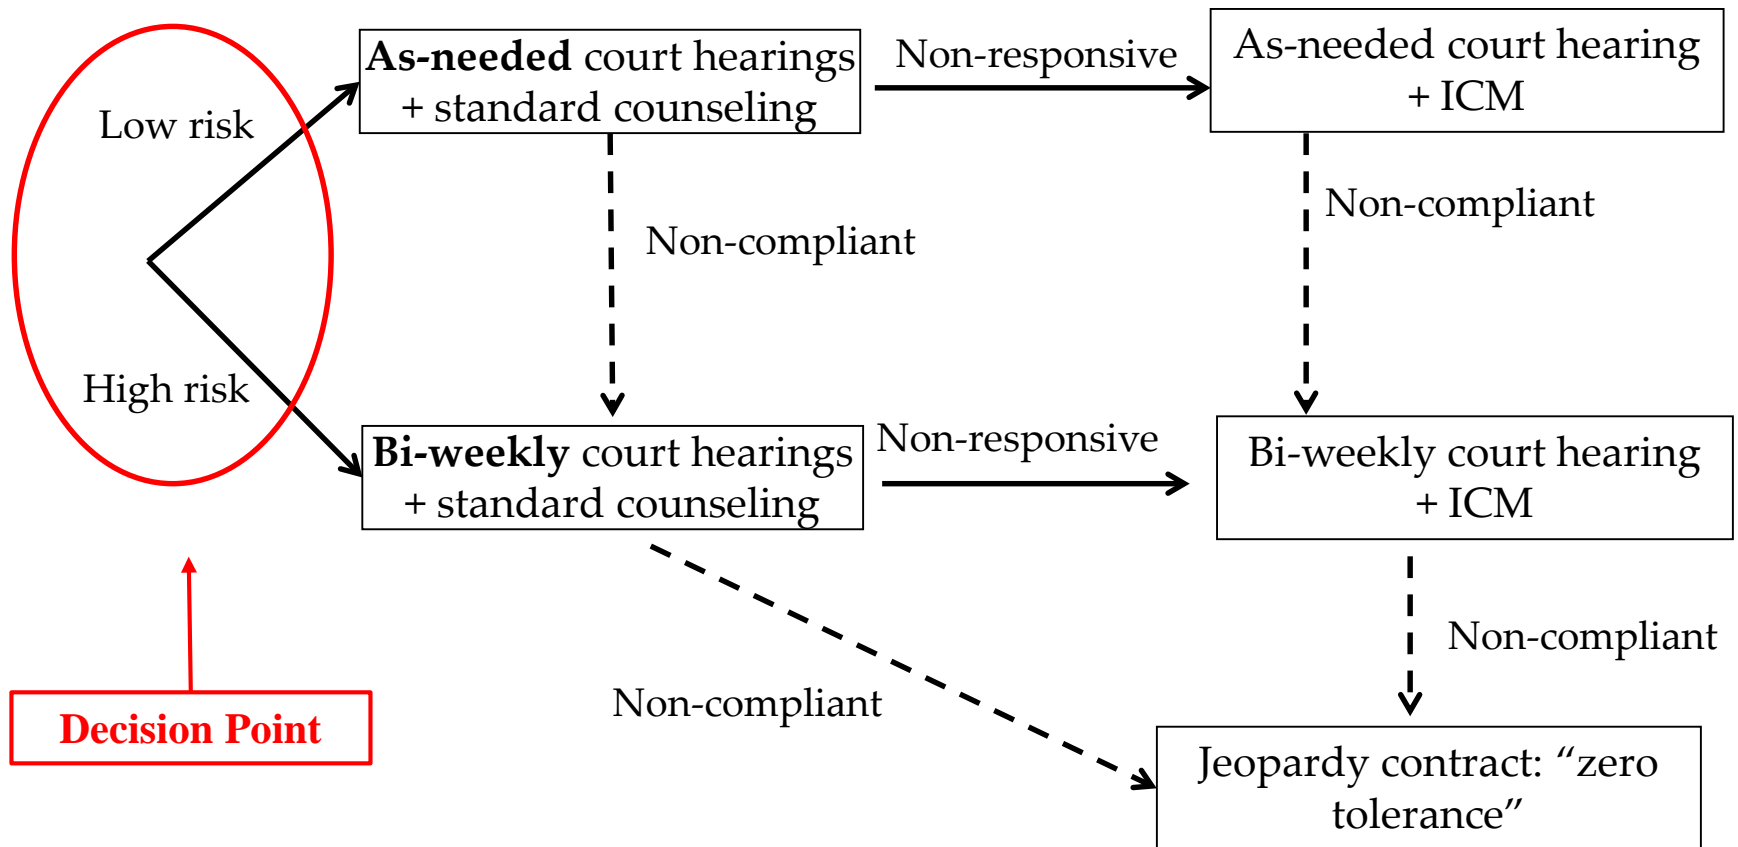 As-needed court hearings
+ standard counseling
Non-responsive
As-needed court hearing
+ ICM
Low risk
Non-compliant
Non-compliant
High risk
Bi-weekly court hearings
+ standard counseling
Non-responsive
Bi-weekly court hearing
+ ICM
Non-compliant
Non-compliant
Decision Point
Jeopardy contract: “zero
tolerance”